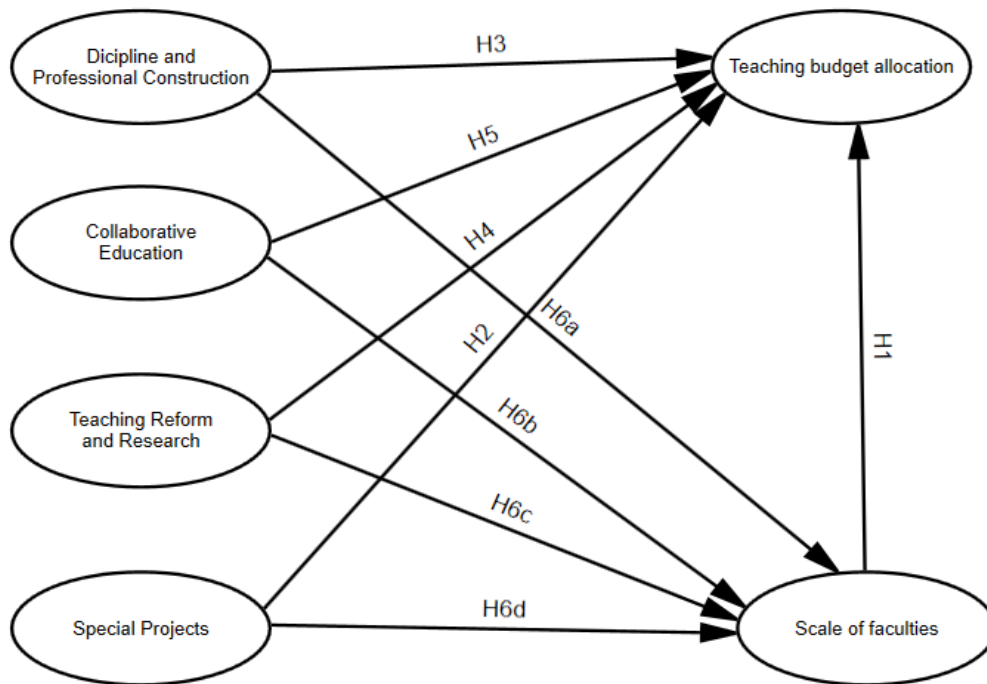 Dicipline and
Professional Construction
H3
Teaching budget allocation
H5
Collaborative
Education
H4
H6a
H2
H1
Teaching Reform
and Research
H6b
H6c
Special Projects
H6d
Scale of faculties